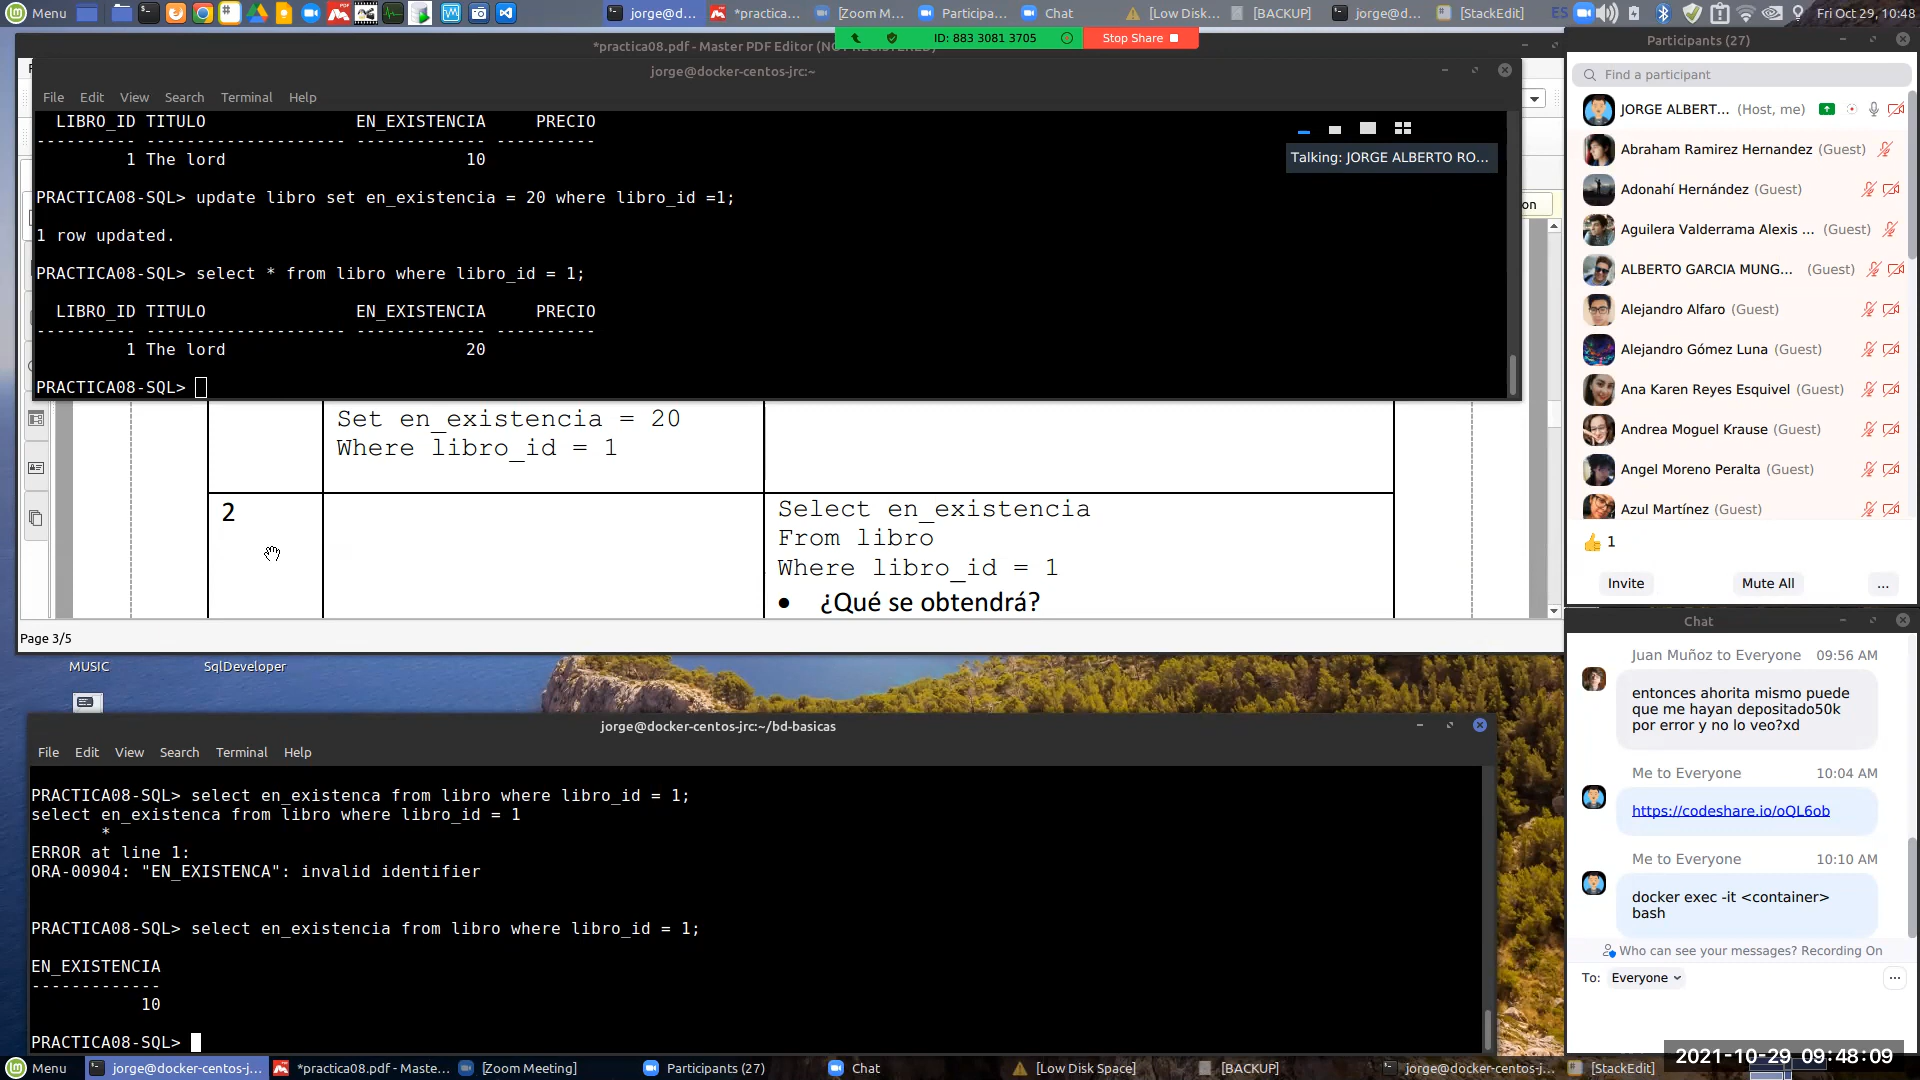 Menu
jorge@d...
*practica...
[Zoom M...
Participa...
Chat
[Low Disk...
[BACKUP]
jorge@d...
[StackEdit]
ES
Fri Oct 29, 10:48
*practica08.pdf - Master PDF Editor (NOT REGISTERED)
ID: 883 3081 3705
Stop Share
jorge@docker-centos-jrc:~
File Edit View Search Terminal Help
LIBRO_ID TITULO EN_EXISTENCIA PRECIO
---------- -------------------- ------------- ----------
1 The lord 10
PRACTICA08-SQL> update libro set en_existencia = 20 where libro_id =1;
1 row updated.
PRACTICA08-SQL> select * from libro where libro_id = 1;
LIBRO_ID TITULO EN_EXISTENCIA PRECIO
---------- -------------------- ------------- ----------
1 The lord 20
PRACTICA08-SQL>
Talking: JORGE ALBERTO RO...
on
Set en_existencia = 20
Where libro_id = 1
2
Select en_existencia
From libro
Where libro_id = 1
• ¿Qué se obtendrá?
Page 3/5
MUSIC
SqlDeveloper
jorge@docker-centos-jrc:~/bd-basicas
File Edit View Search Terminal Help
PRACTICA08-SQL> select en_existenca from libro where libro_id = 1;
select en_existenca from libro where libro_id = 1
*
ERROR at line 1:
ORA-00904: "EN_EXISTENCA": invalid identifier
PRACTICA08-SQL> select en_existencia from libro where libro_id = 1;
EN_EXISTENCIA
-------------
10
PRACTICA08-SQL>
Participants (27)
Find a participant
JORGE ALBERT... (Host, me)
Abraham Ramirez Hernandez (Guest)
Adonahí Hernández (Guest)
Aguilera Valderrama Alexis ... (Guest)
ALBERTO GARCIA MUNG... (Guest)
Alejandro Alfaro (Guest)
Alejandro Gómez Luna (Guest)
Ana Karen Reyes Esquivel (Guest)
Andrea Moguel Krause (Guest)
Angel Moreno Peralta (Guest)
Azul Martínez (Guest)
👍 1
Invite
Mute All
...
Chat
Juan Muñoz to Everyone 09:56 AM
entonces ahorita mismo puede
que me hayan depositado50k
por error y no lo veo?xd
Me to Everyone 10:04 AM
https://codeshare.io/oQL6ob
Me to Everyone 10:10 AM
docker exec -it <container>
bash
Who can see your messages? Recording On
To: Everyone
2021-10-29 09:48:09
Menu
jorge@docker-centos-j...
*practica08.pdf - Maste...
[Zoom Meeting]
Participants (27)
Chat
[Low Disk Space]
[BACKUP]
jorge@docker-centos-j...
[StackEdit]